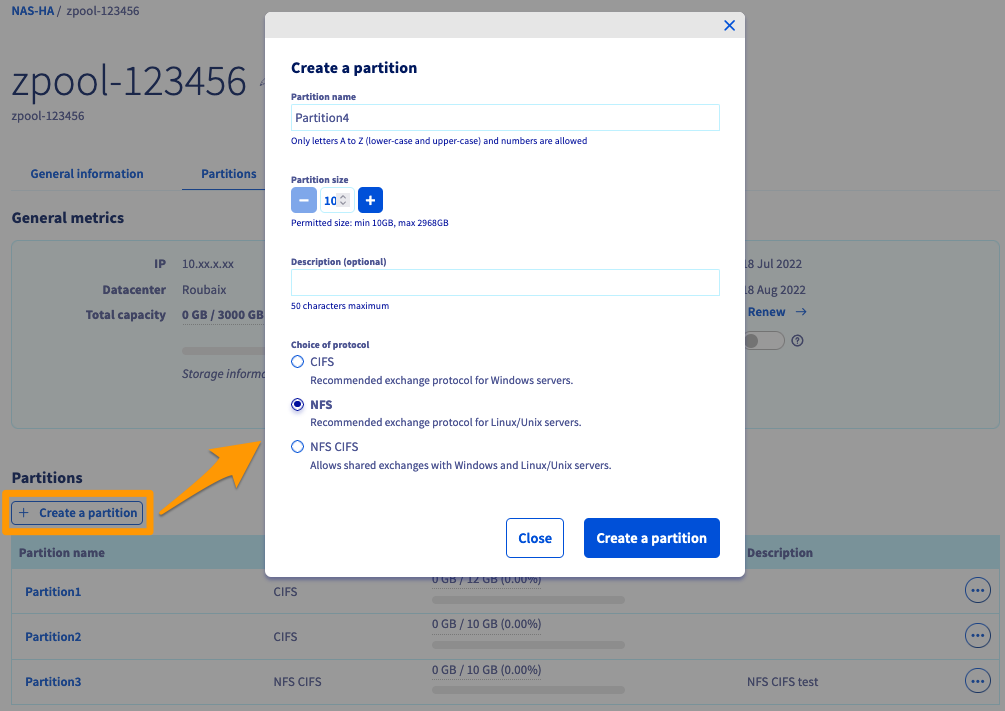 NAS-HA / zpool-123456
zpool-123456
zpool-123456
General information
Partitions
General metrics
IP 10.xx.x.xx
Datacenter Roubaix
Total capacity 0 GB / 3000 GB
Storage
18 Jul 2022
18 Aug 2022
Renew →
Create a partition
Partition name
Partition4
Only letters A to Z (lower-case and upper-case) and numbers are allowed
Partition size
− 10 +
Permitted size: min 10GB, max 2968GB
Description (optional)
50 characters maximum
Choice of protocol
CIFS
Recommended exchange protocol for Windows servers.
NFS
Recommended exchange protocol for Linux/Unix servers.
NFS CIFS
Allows shared exchanges with Windows and Linux/Unix servers.
Close
Create a partition
Partitions
+ Create a partition
Partition name Description
Partition1 CIFS 0 GB / 12 GB (0.00%)
Partition2 CIFS 0 GB / 10 GB (0.00%)
Partition3 NFS CIFS 0 GB / 10 GB (0.00%) NFS CIFS test